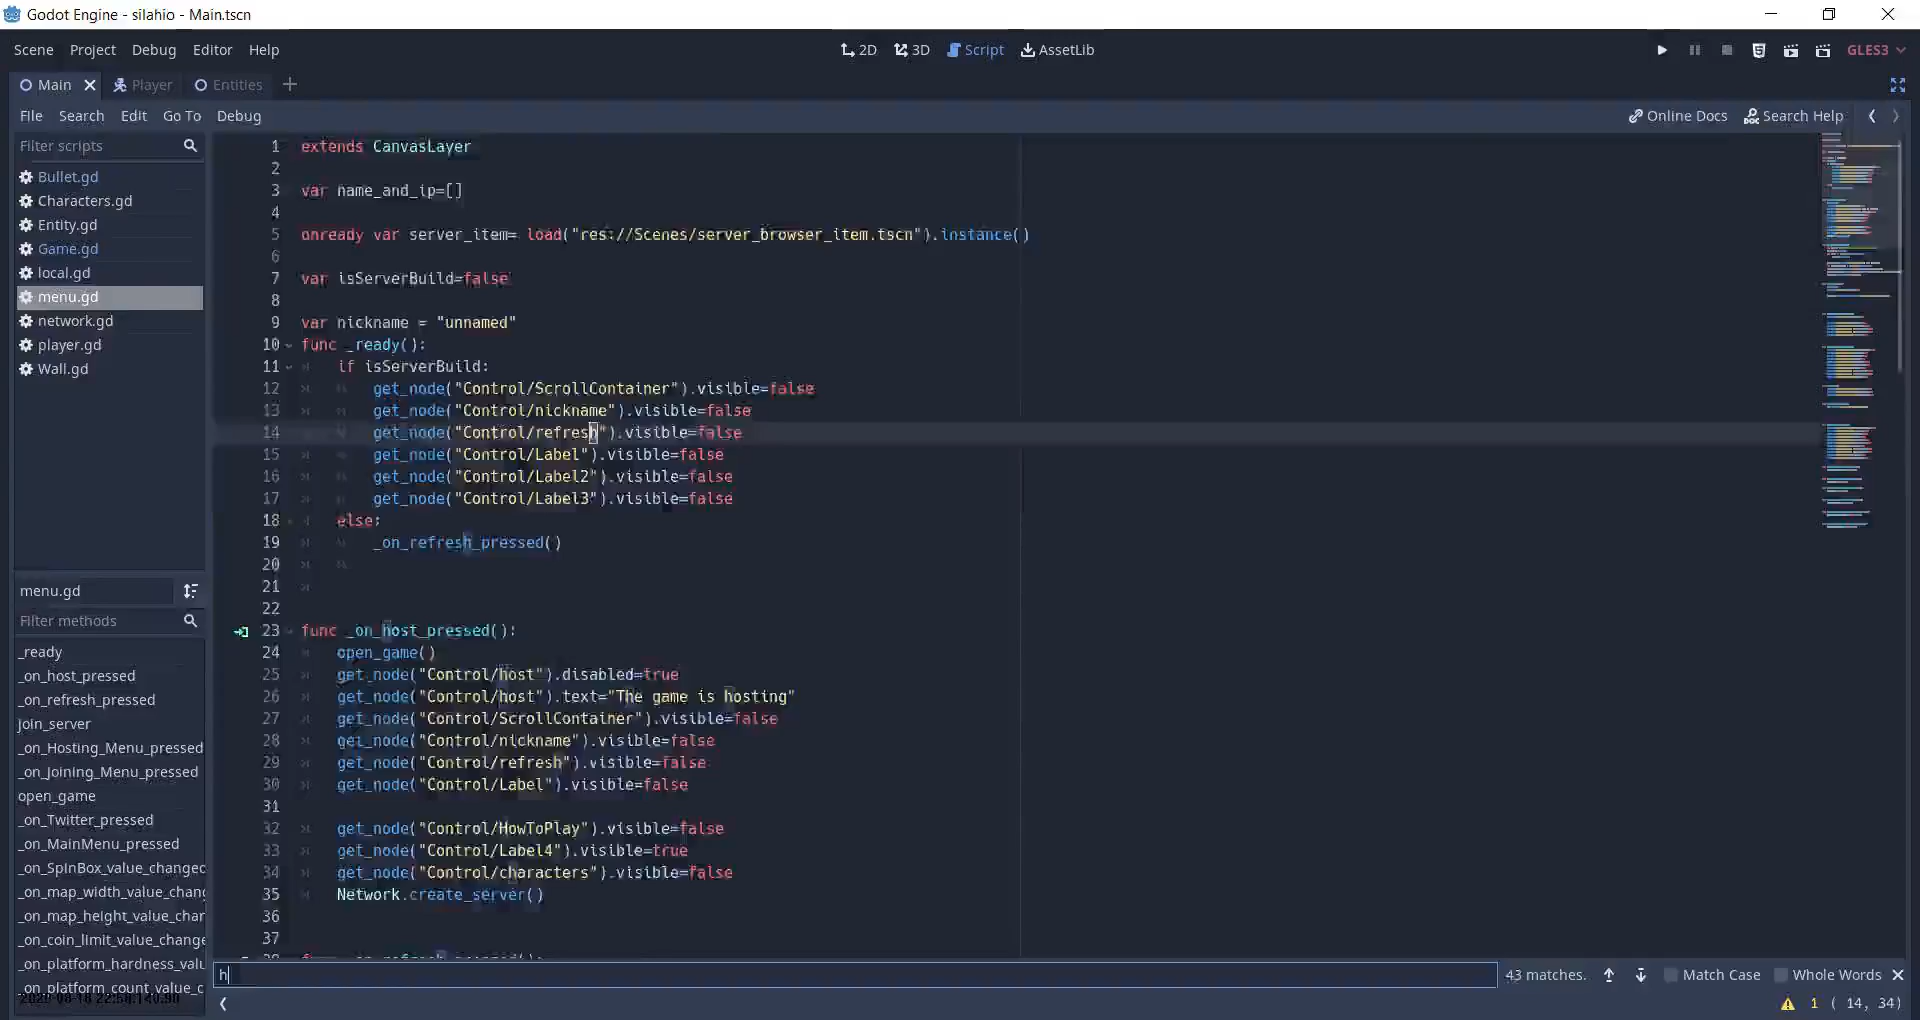 Godot Engine - silahio - Main.tscn
Scene Project Debug Editor Help
2D 3D Script AssetLib
GLES3
Main Player Entities
File Search Edit Go To Debug
Online Docs Search Help
Filter scripts
Bullet.gd
Characters.gd
Entity.gd
Game.gd
local.gd
menu.gd
network.gd
player.gd
Wall.gd
menu.gd
Filter methods
_ready
_on_host_pressed
_on_refresh_pressed
join_server
_on_Hosting_Menu_pressed
_on_Joining_Menu_pressed
open_game
_on_Twitter_pressed
_on_MainMenu_pressed
_on_SpinBox_value_changed
_on_map_width_value_chang
_on_map_height_value_char
_on_coin_limit_value_change
_on_platform_hardness_valu
_on_platform_count_value_c
1 extends CanvasLayer
2
3 var name_and_ip=[]
4
5 onready var server_item= load("res://Scenes/server_browser_item.tscn").instance()
6
7 var isServerBuild=false
8
9 var nickname = "unnamed"
10 func _ready():
11 if isServerBuild:
12 get_node("Control/ScrollContainer").visible=false
13 get_node("Control/nickname").visible=false
14 get_node("Control/refresh").visible=false
15 get_node("Control/Label").visible=false
16 get_node("Control/Label2").visible=false
17 get_node("Control/Label3").visible=false
18 else:
19 _on_refresh_pressed()
20
21
22
23 func _on_host_pressed():
24 open_game()
25 get_node("Control/host").disabled=true
26 get_node("Control/host").text="The game is hosting"
27 get_node("Control/ScrollContainer").visible=false
28 get_node("Control/nickname").visible=false
29 get_node("Control/refresh").visible=false
30 get_node("Control/Label").visible=false
31
32 get_node("Control/HowToPlay").visible=false
33 get_node("Control/Label4").visible=true
34 get_node("Control/characters").visible=false
35 Network.create_server()
36
37
h
43 matches. Match Case Whole Words
1 ( 14, 34)